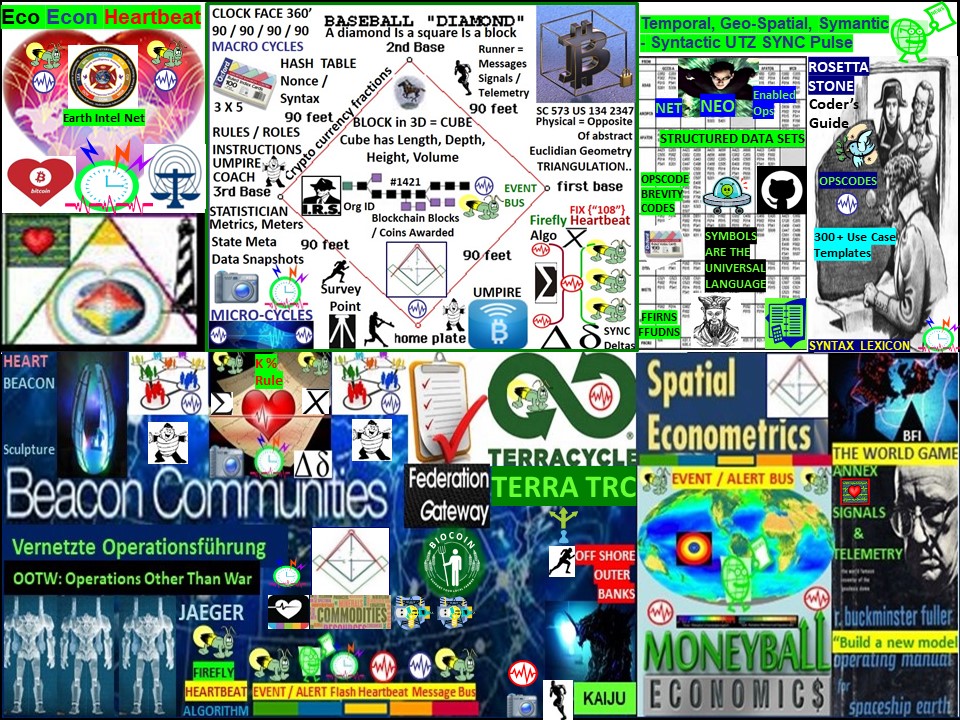 Eco Econ Heartbeat
Earth Intel Net
bitcoin
CLOCK FACE 360'
90 / 90 / 90 / 90
MACRO CYCLES
BASEBALL "DIAMOND"
A diamond Is a square Is a block
2nd Base
HASH TABLE
Nonce /
Syntax
3 X 5
90 feet
Crypto currency fractions
Runner =
Messages
Signals /
Telemetry
90 feet
BLOCK in 3D = CUBE
Cube has Length, Depth,
Height, Volume
RULES / ROLES
INSTRUCTIONS
UMPIRE
COACH
3rd Base
SC 573 US 134 2347
Physical = Opposite
Of abstract
Euclidian Geometry
TRIANGULATION..
first base
I.R.S.
Org ID
#1421
Blockchain Blocks
/ Coins Awarded
EVENT
BUS
STATISTICIAN
Metrics, Meters
State Meta
Data Snapshots
90 feet
MICRO-CYCLES
Survey
Point
90 feet
home plate
UMPIRE
FIX {“108”}
Firefly Heartbeat
Algo
X
Σ
Δ δ
SYNC
Deltas
Temporal, Geo-Spatial, Symantic
- Syntactic UTZ SYNC Pulse
NET
NEO
Enabled
Ops
STRUCTURED DATA SETS
OPSCODE
BREVITY
CODES
SYMBOLS
ARE THE
UNIVERSAL
LANGUAGE
FFIRNS
FFUDNS
ROSETTA
STONE
Coder’s
Guide
OPSCODES
300+ Use Case
Templates
SYNTAX LEXICON
HEART
BEACON
Sculpture
K %
Rule
Σ
X
Δδ
Beacon Communities
Federation
Gateway
TERRACYCLE
TERRA TRC
Vernetzte Operationsführung
OOTW: Operations Other Than War
BIOCOIN
OFF SHORE
OUTER
BANKS
COMMODITIES
JAEGER
FIREFLY
HEARTBEAT
ALGORITHM
EVENT / ALERT Flash Heartbeat Message Bus
KAIJU
Spatial
Econometrics
BFI
THE WORLD GAME
EVENT / ALERT BUS
ANNEX
SIGNALS
&
TELEMETRY
r. buckminster fuller
“Build a new model
operating manual
for
spaceship earth
MONEYBALL
ECONOMIC$